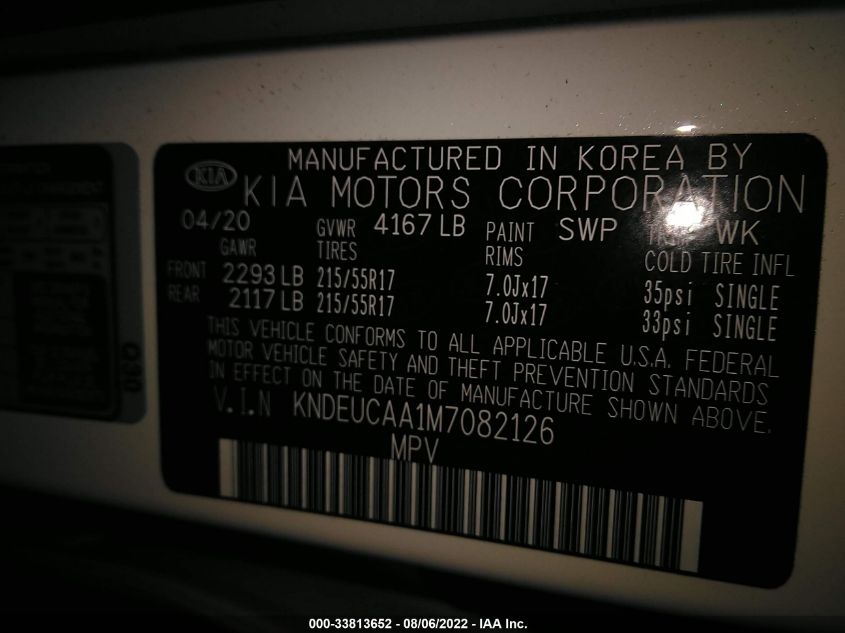 MANUFACTURED IN KOREA BY
KIA KIA MOTORS CORPORATION
04/20 GVWR 4167 LB PAINT SWP WK
GAWR TIRES RIMS COLD TIRE INFL
FRONT 2293 LB 215/55R17 7.0Jx17 35psi SINGLE
REAR 2117 LB 215/55R17 7.0Jx17 33psi SINGLE
THIS VEHICLE CONFORMS TO ALL APPLICABLE U.S.A. FEDERAL
MOTOR VEHICLE SAFETY AND THEFT PREVENTION STANDARDS
IN EFFECT ON THE DATE OF MANUFACTURE SHOWN ABOVE.
V.I.N KNDEUCAA1M7082126
MPV
Q30
000-33813652 - 08/06/2022 - IAA Inc.